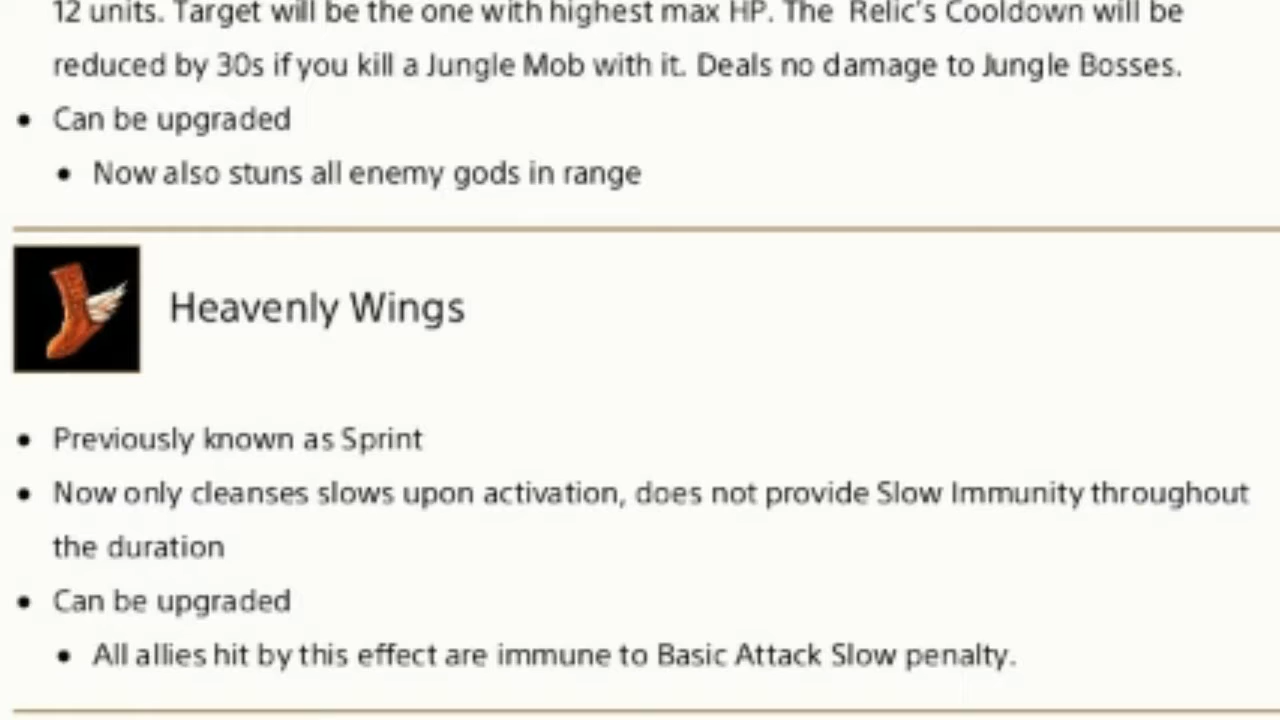 12 units. Target will be the one with highest max HP. The Relic's Cooldown will be
reduced by 30s if you kill a Jungle Mob with it. Deals no damage to Jungle Bosses.
Can be upgraded
Now also stuns all enemy gods in range
Heavenly Wings
Previously known as Sprint
Now only cleanses slows upon activation, does not provide Slow Immunity throughout
the duration
Can be upgraded
All allies hit by this effect are immune to Basic Attack Slow penalty.